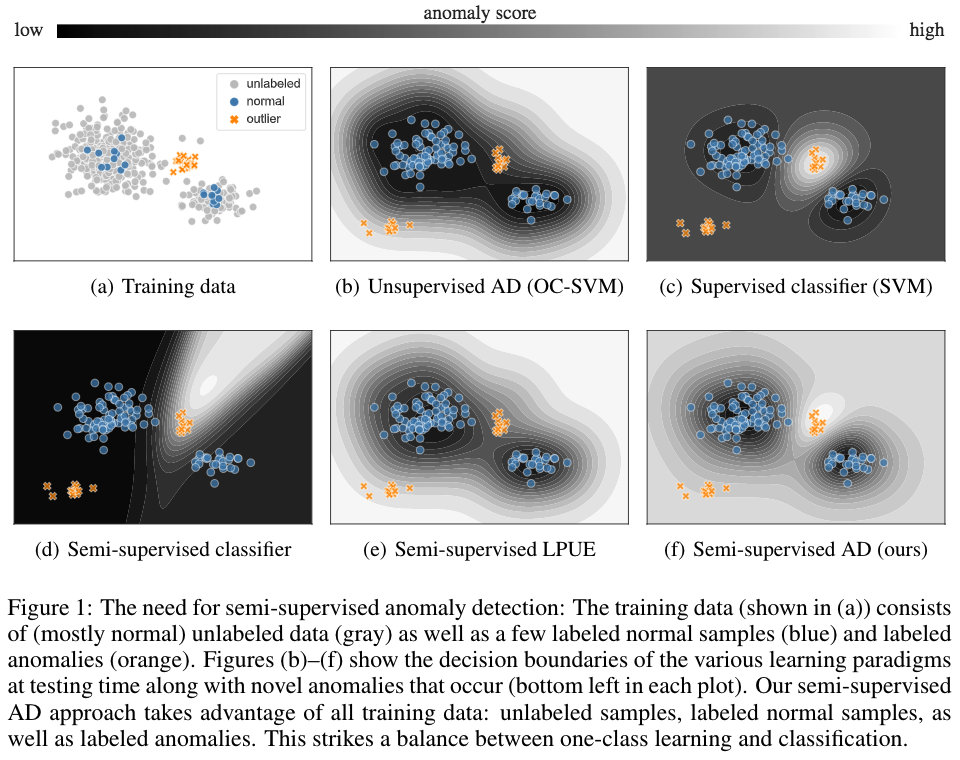 anomaly score
low high
unlabeled
normal
outlier
(a) Training data
(b) Unsupervised AD (OC-SVM)
(c) Supervised classifier (SVM)
(d) Semi-supervised classifier
(e) Semi-supervised LPUE
(f) Semi-supervised AD (ours)
Figure 1: The need for semi-supervised anomaly detection: The training data (shown in (a)) consists
of (mostly normal) unlabeled data (gray) as well as a few labeled normal samples (blue) and labeled
anomalies (orange). Figures (b)–(f) show the decision boundaries of the various learning paradigms
at testing time along with novel anomalies that occur (bottom left in each plot). Our semi-supervised
AD approach takes advantage of all training data: unlabeled samples, labeled normal samples, as
well as labeled anomalies. This strikes a balance between one-class learning and classification.